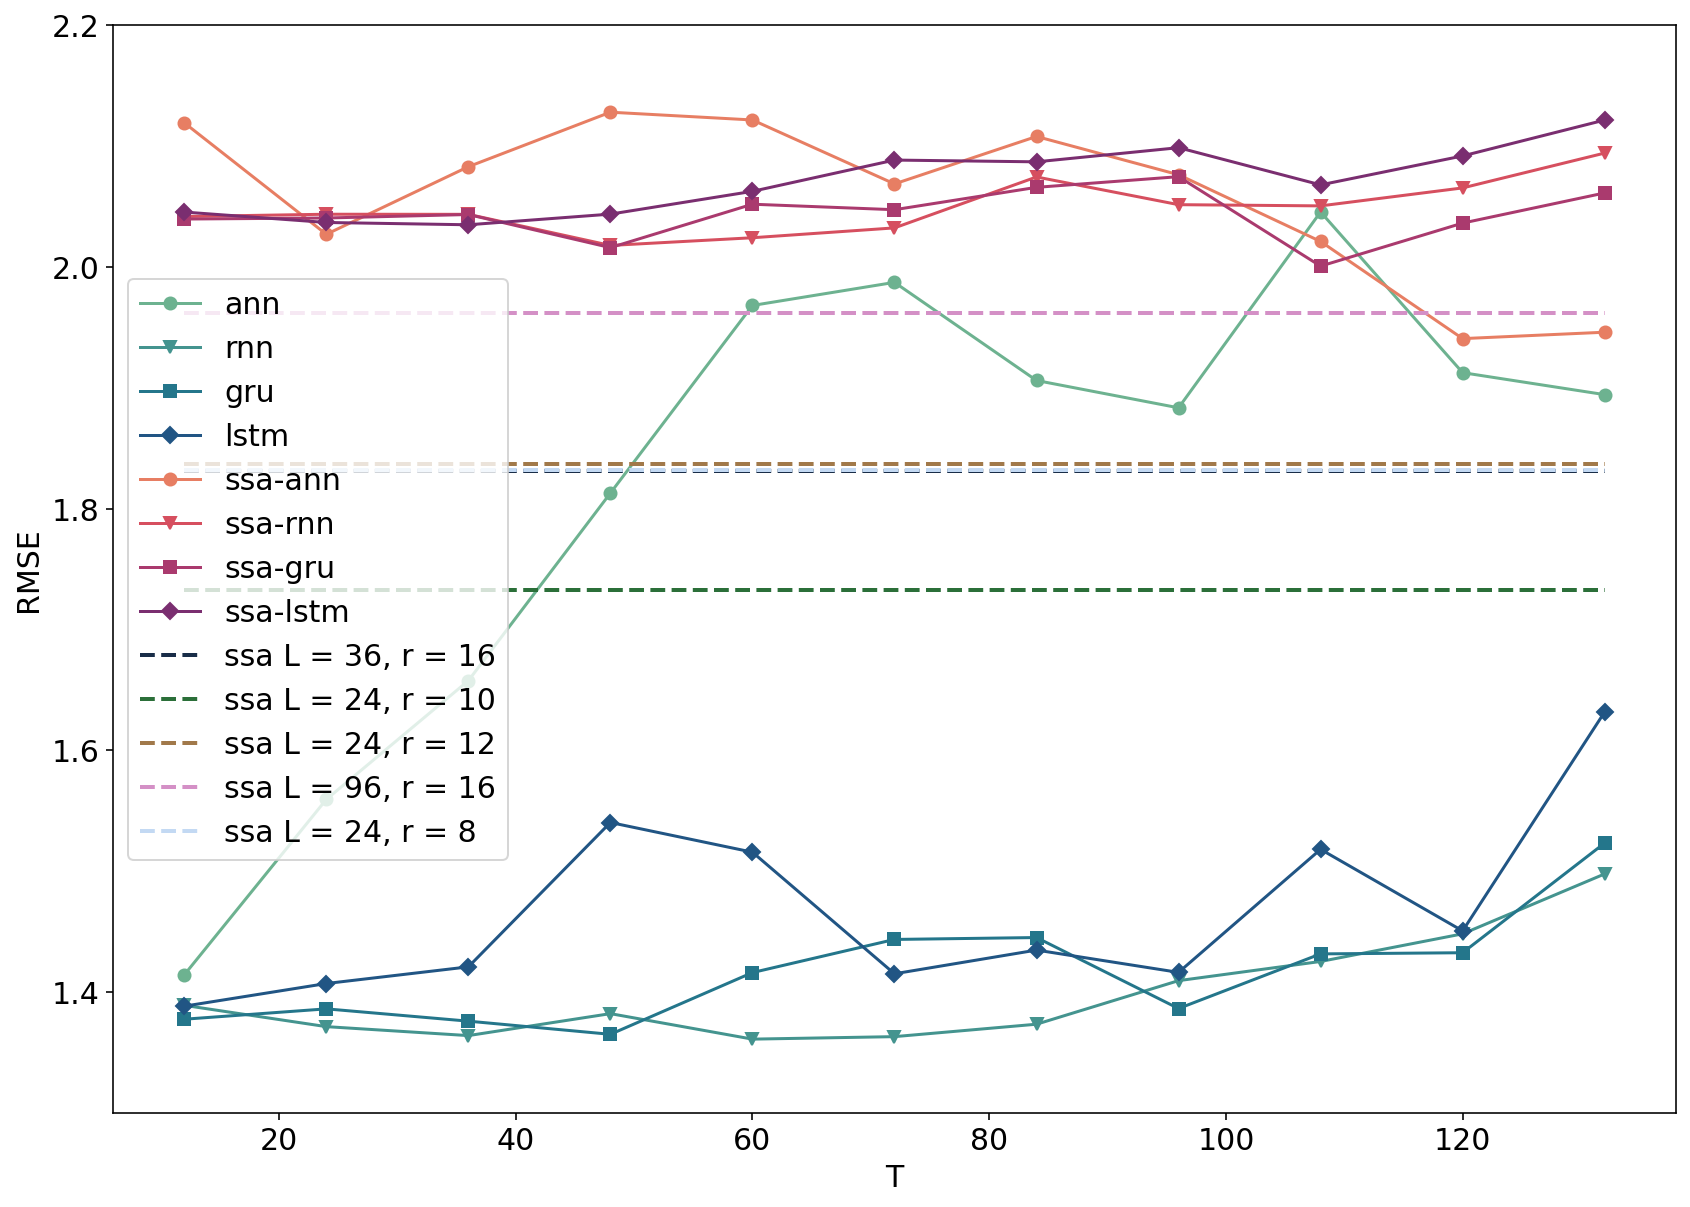 2.2
2.0
1.8
1.6
1.4
RMSE
ann
rnn
gru
lstm
ssa-ann
ssa-rnn
ssa-gru
ssa-lstm
ssa L = 36, r = 16
ssa L = 24, r = 10
ssa L = 24, r = 12
ssa L = 96, r = 16
ssa L = 24, r = 8
20 40 60 80 100 120
T